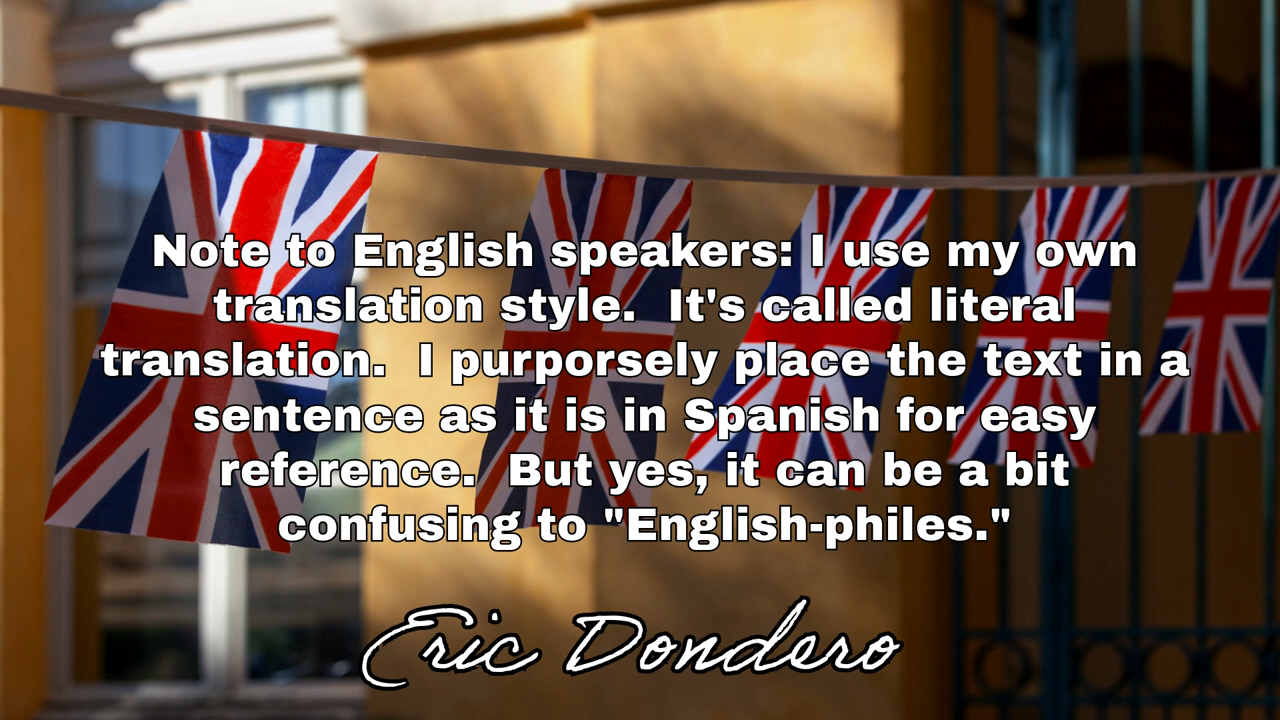 Note to English speakers: I use my own
translation style.  It's called literal
translation.  I purporsely place the text in a
sentence as it is in Spanish for easy
reference.  But yes, it can be a bit
confusing to "English-philes."
Eric Dondero